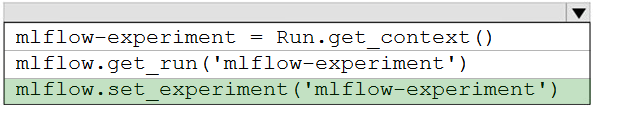 mlflow-experiment = Run.get_context()
mlflow.get_run('mlflow-experiment')
mlflow.set_experiment('mlflow-experiment')